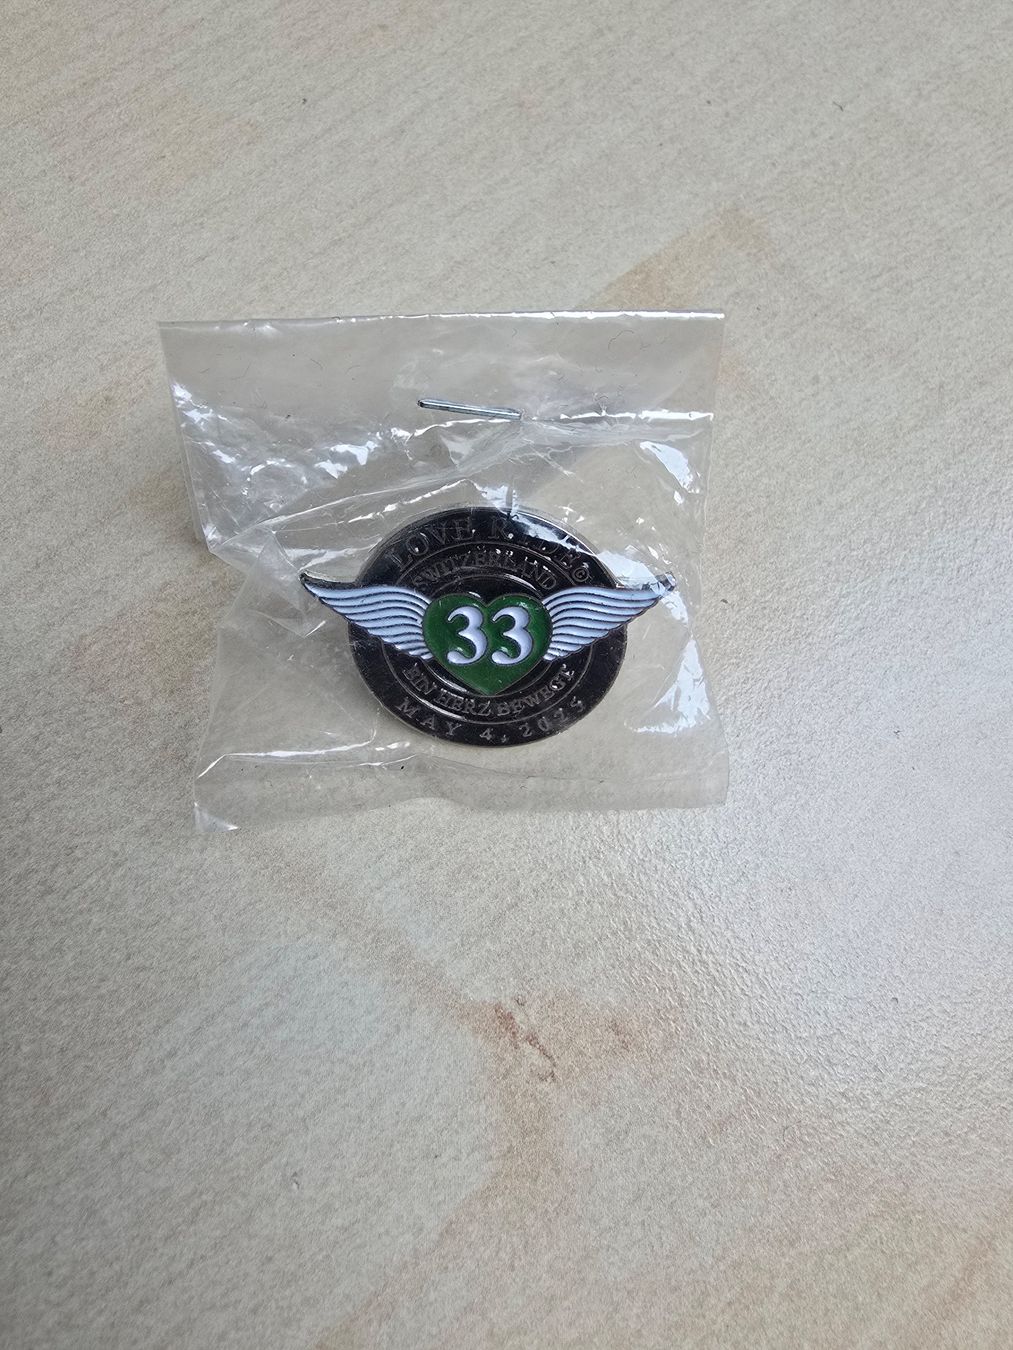 LOVE RIDE©
SWITZERLAND
33
EIN HERZ BEWEGT
MAY 4, 2025